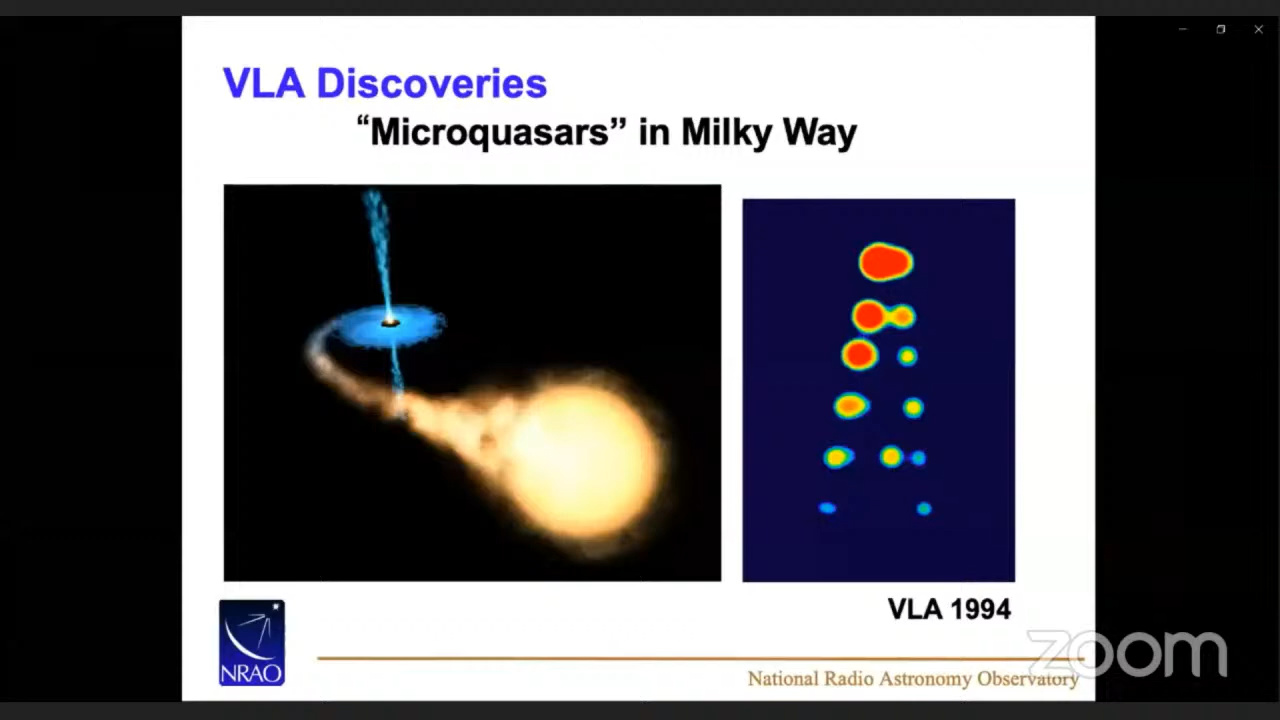 VLA Discoveries
“Microquasars” in Milky Way
VLA 1994
NRAO
National Radio Astronomy Observatory
zoom